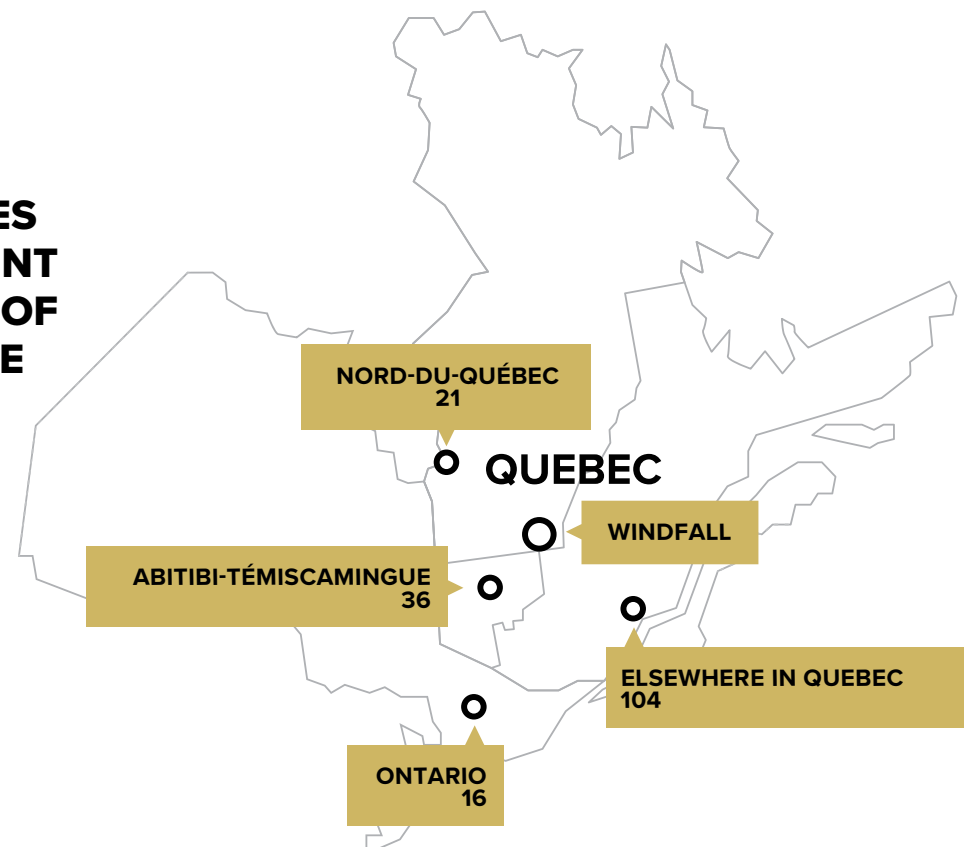 ES
NT
OF
E
NORD-DU-QUÉBEC
21
QUEBEC
WINDFALL
ABITIBI-TÉMISCAMINGUE
36
ELSEWHERE IN QUEBEC
104
ONTARIO
16